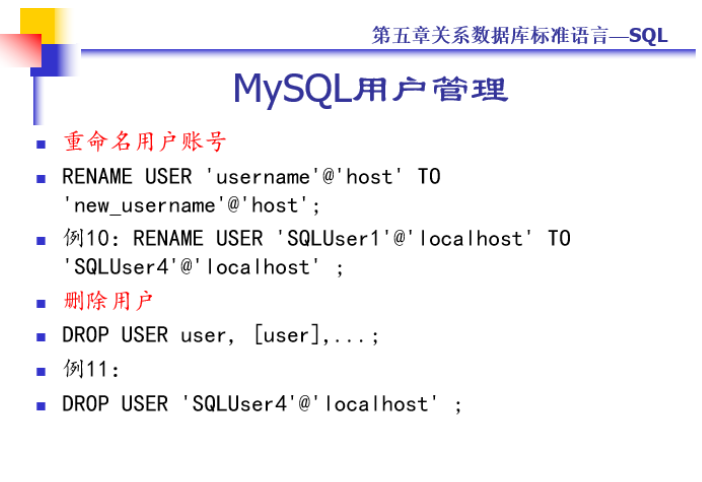 第五章关系数据库标准语言—SQL
MySQL用户管理
重命名用户账号
RENAME USER 'username'@'host' TO
'new_username'@'host';
例10：RENAME USER 'SQLUser1'@'localhost' TO
'SQLUser4'@'localhost' ;
删除用户
DROP USER user, [user],...;
例11：
DROP USER 'SQLUser4'@'localhost' ;